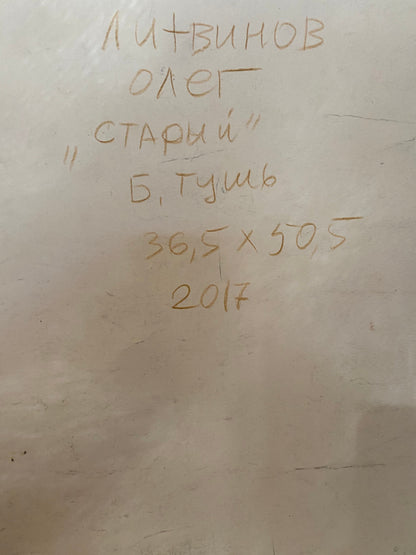 ЛИТВИНОВ
ОЛЕГ
„СТАРЫЙ"
Б, ТУШЬ
36,5 x 50,5
2017